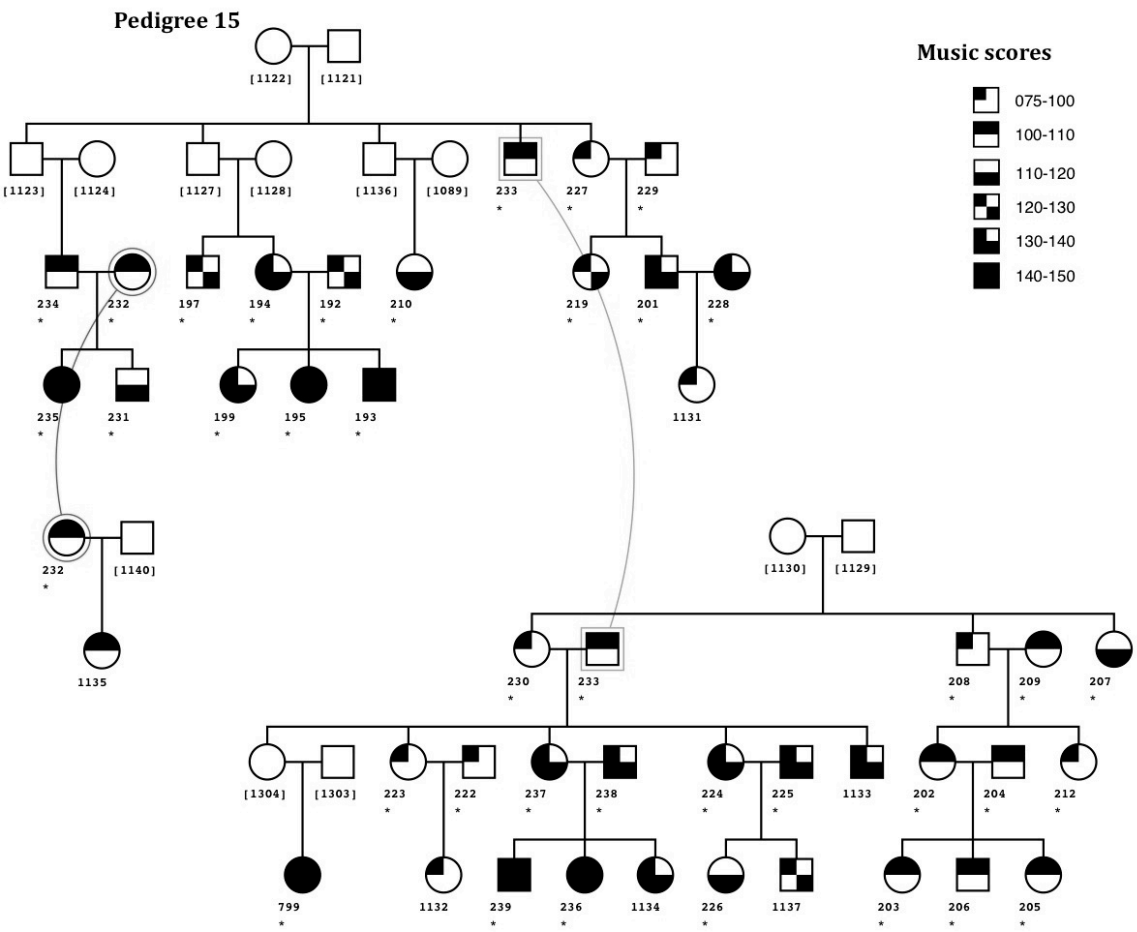 Pedigree 15
Music scores
[1122] [1121]
075-100
100-110
110-120
120-130
130-140
140-150
[1123] [1124] [1127] [1128] [1136] [1089] 233 227 229
* * *
234 232 197 194 192 210 219 201 228
* * * * * * * * *
235 231 199 195 193 1131
* * * * *
232 [1140] [1130] [1129]
*
1135 230 233 208 209 207
* * * * *
[1304] [1303] 223 222 237 238 224 225 1133 202 204 212
* * * * * * * * *
799 1132 239 236 1134 226 1137 203 206 205
* * * * * * *